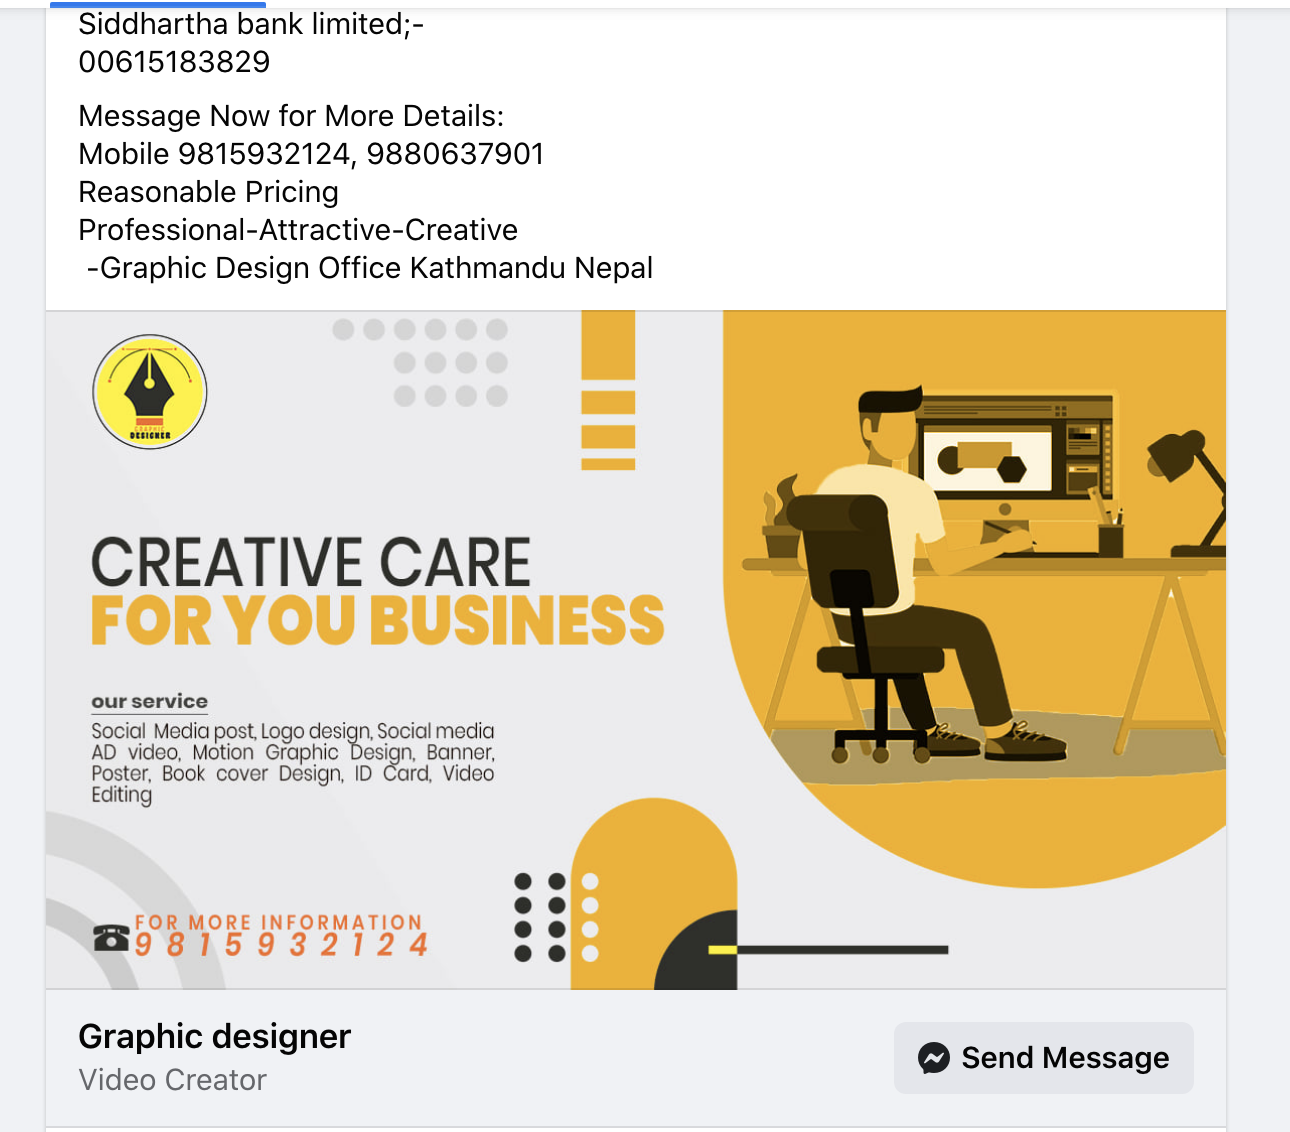 Siddhartha bank limited;-
00615183829
Message Now for More Details:
Mobile 9815932124, 9880637901
Reasonable Pricing
Professional-Attractive-Creative
-Graphic Design Office Kathmandu Nepal
GRAPHIC
DESIGNER
CREATIVE CARE
FOR YOU BUSINESS
our service
Social Media post, Logo design, Social media
AD video, Motion Graphic Design, Banner,
Poster, Book cover Design, ID Card, Video
Editing
FOR MORE INFORMATION
9815932124
Graphic designer
Video Creator
Send Message